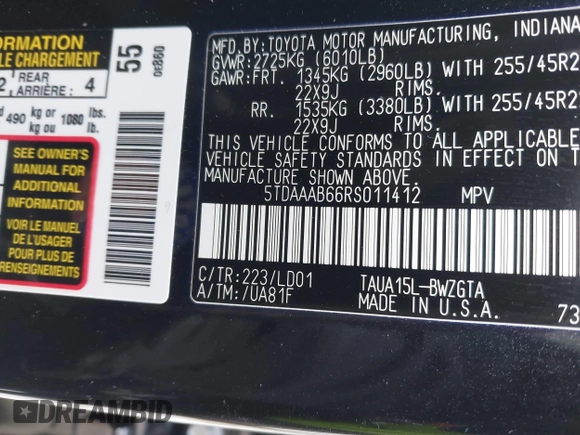 FORMATION
LE CHARGEMENT
2 REAR ARRIÈRE : 4
55
0E860
490 kg or kg ou 1080 lbs. lb.
SEE OWNER'S
MANUAL FOR
ADDITIONAL
INFORMATION
VOIR LE MANUEL
DE L'USAGER
POUR PLUS DE
RENSEIGNEMENTS
MFD.BY:TOYOTA MOTOR MANUFACTURING, INDIANA
GVWR:2725KG (6010LB)
GAWR:FRT. 1345KG (2960LB) WITH 255/45R2
22X9J RIMS.
RR. 1535KG (3380LB) WITH 255/45R2
22X9J RIMS.
THIS VEHICLE CONFORMS TO ALL APPLICABLE
VEHICLE SAFETY STANDARDS IN EFFECT ON T
MANUFACTURE SHOWN ABOVE.
5TDAAAB66RS011412 MPV
C/TR:223/LD01 TAUA15L-BWZGTA
A/TM:/UA81F MADE IN U.S.A. 73
DREAMBID